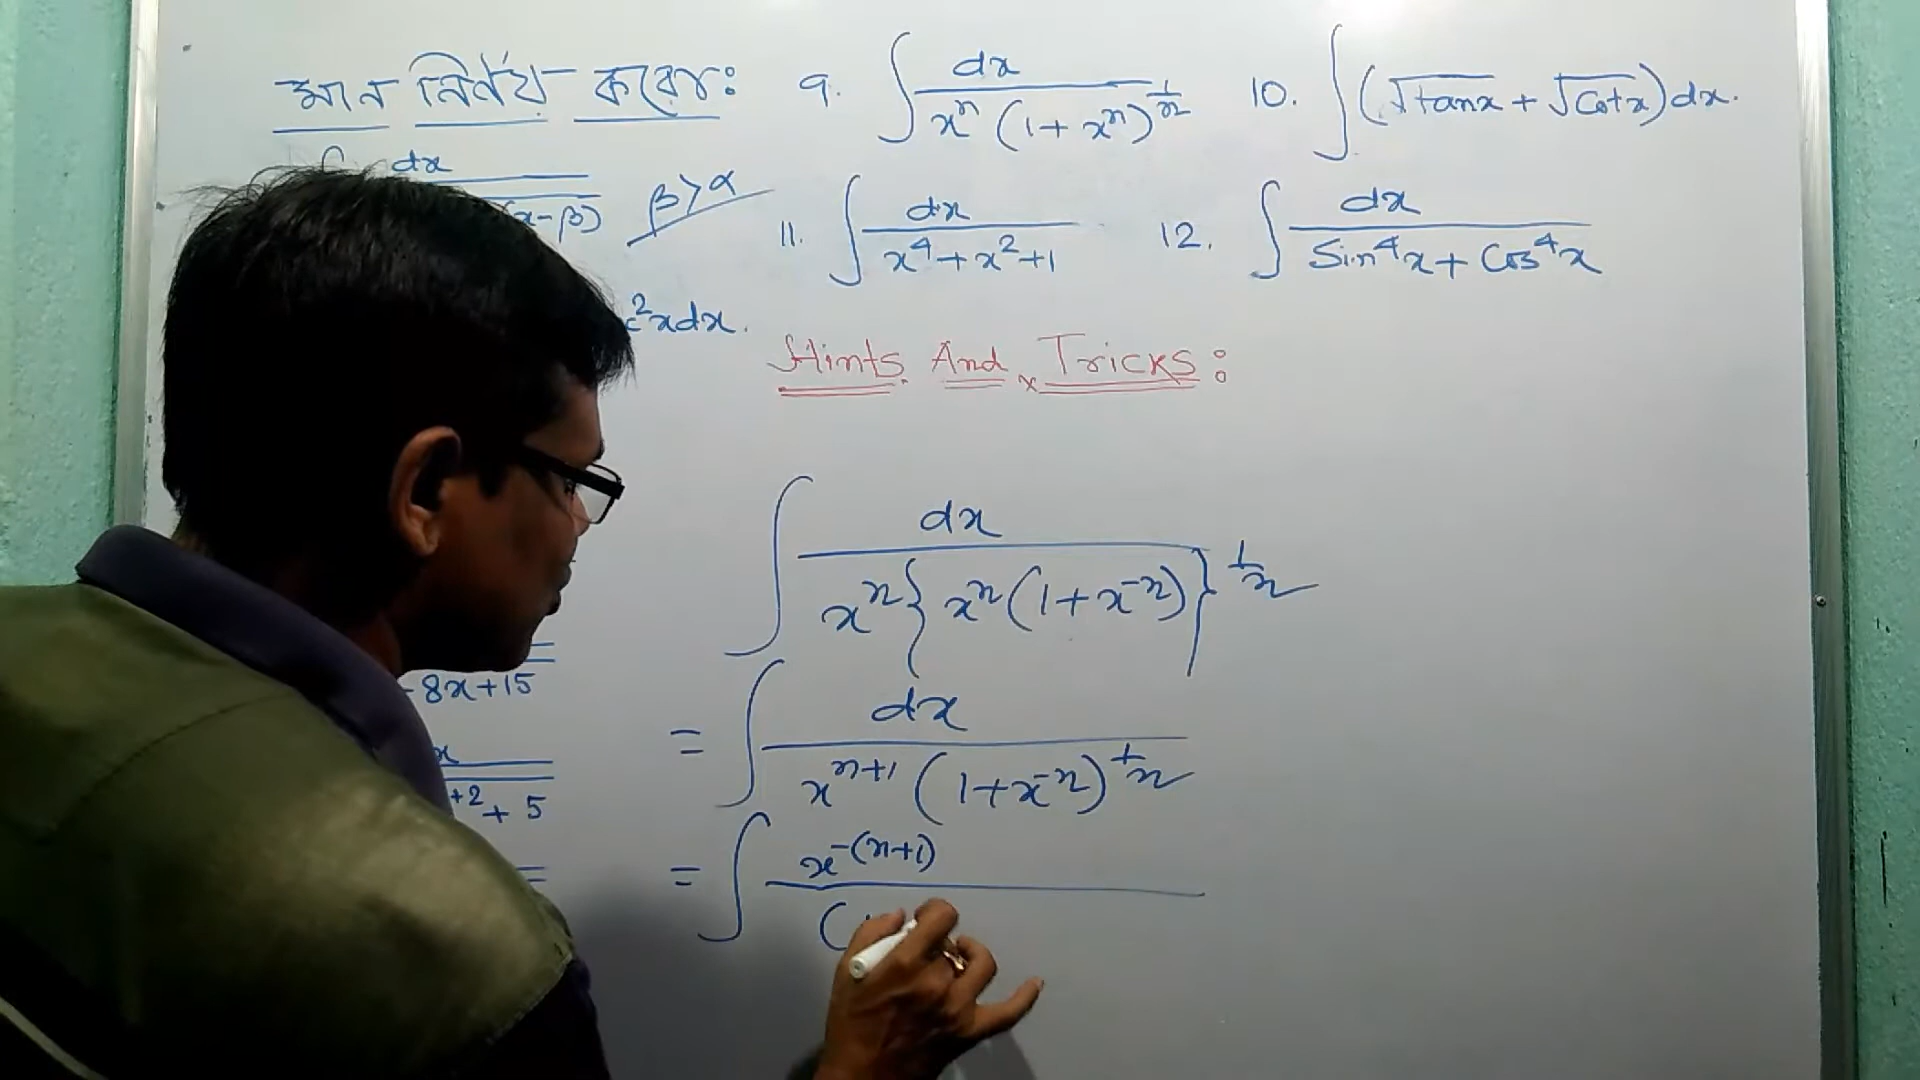 মান নির্ণয় করোঃ
dx
(x-β) β>α
c²xdx.
-8x+15
x
+2 + 5
9. ∫ dx / xⁿ (1+xⁿ)^(1/n)
10. ∫(√tanx + √Cotx)dx.
11. ∫ dx / x⁴+x²+1
12. ∫ dx / Sin⁴x + Cos⁴x
Hints And Tricks:
∫ dx / xⁿ{xⁿ(1+x⁻ⁿ)}^(1/n)
= ∫ dx / xⁿ⁺¹ (1+x⁻ⁿ)^(1/n)
= ∫ x^-(n+1) / (